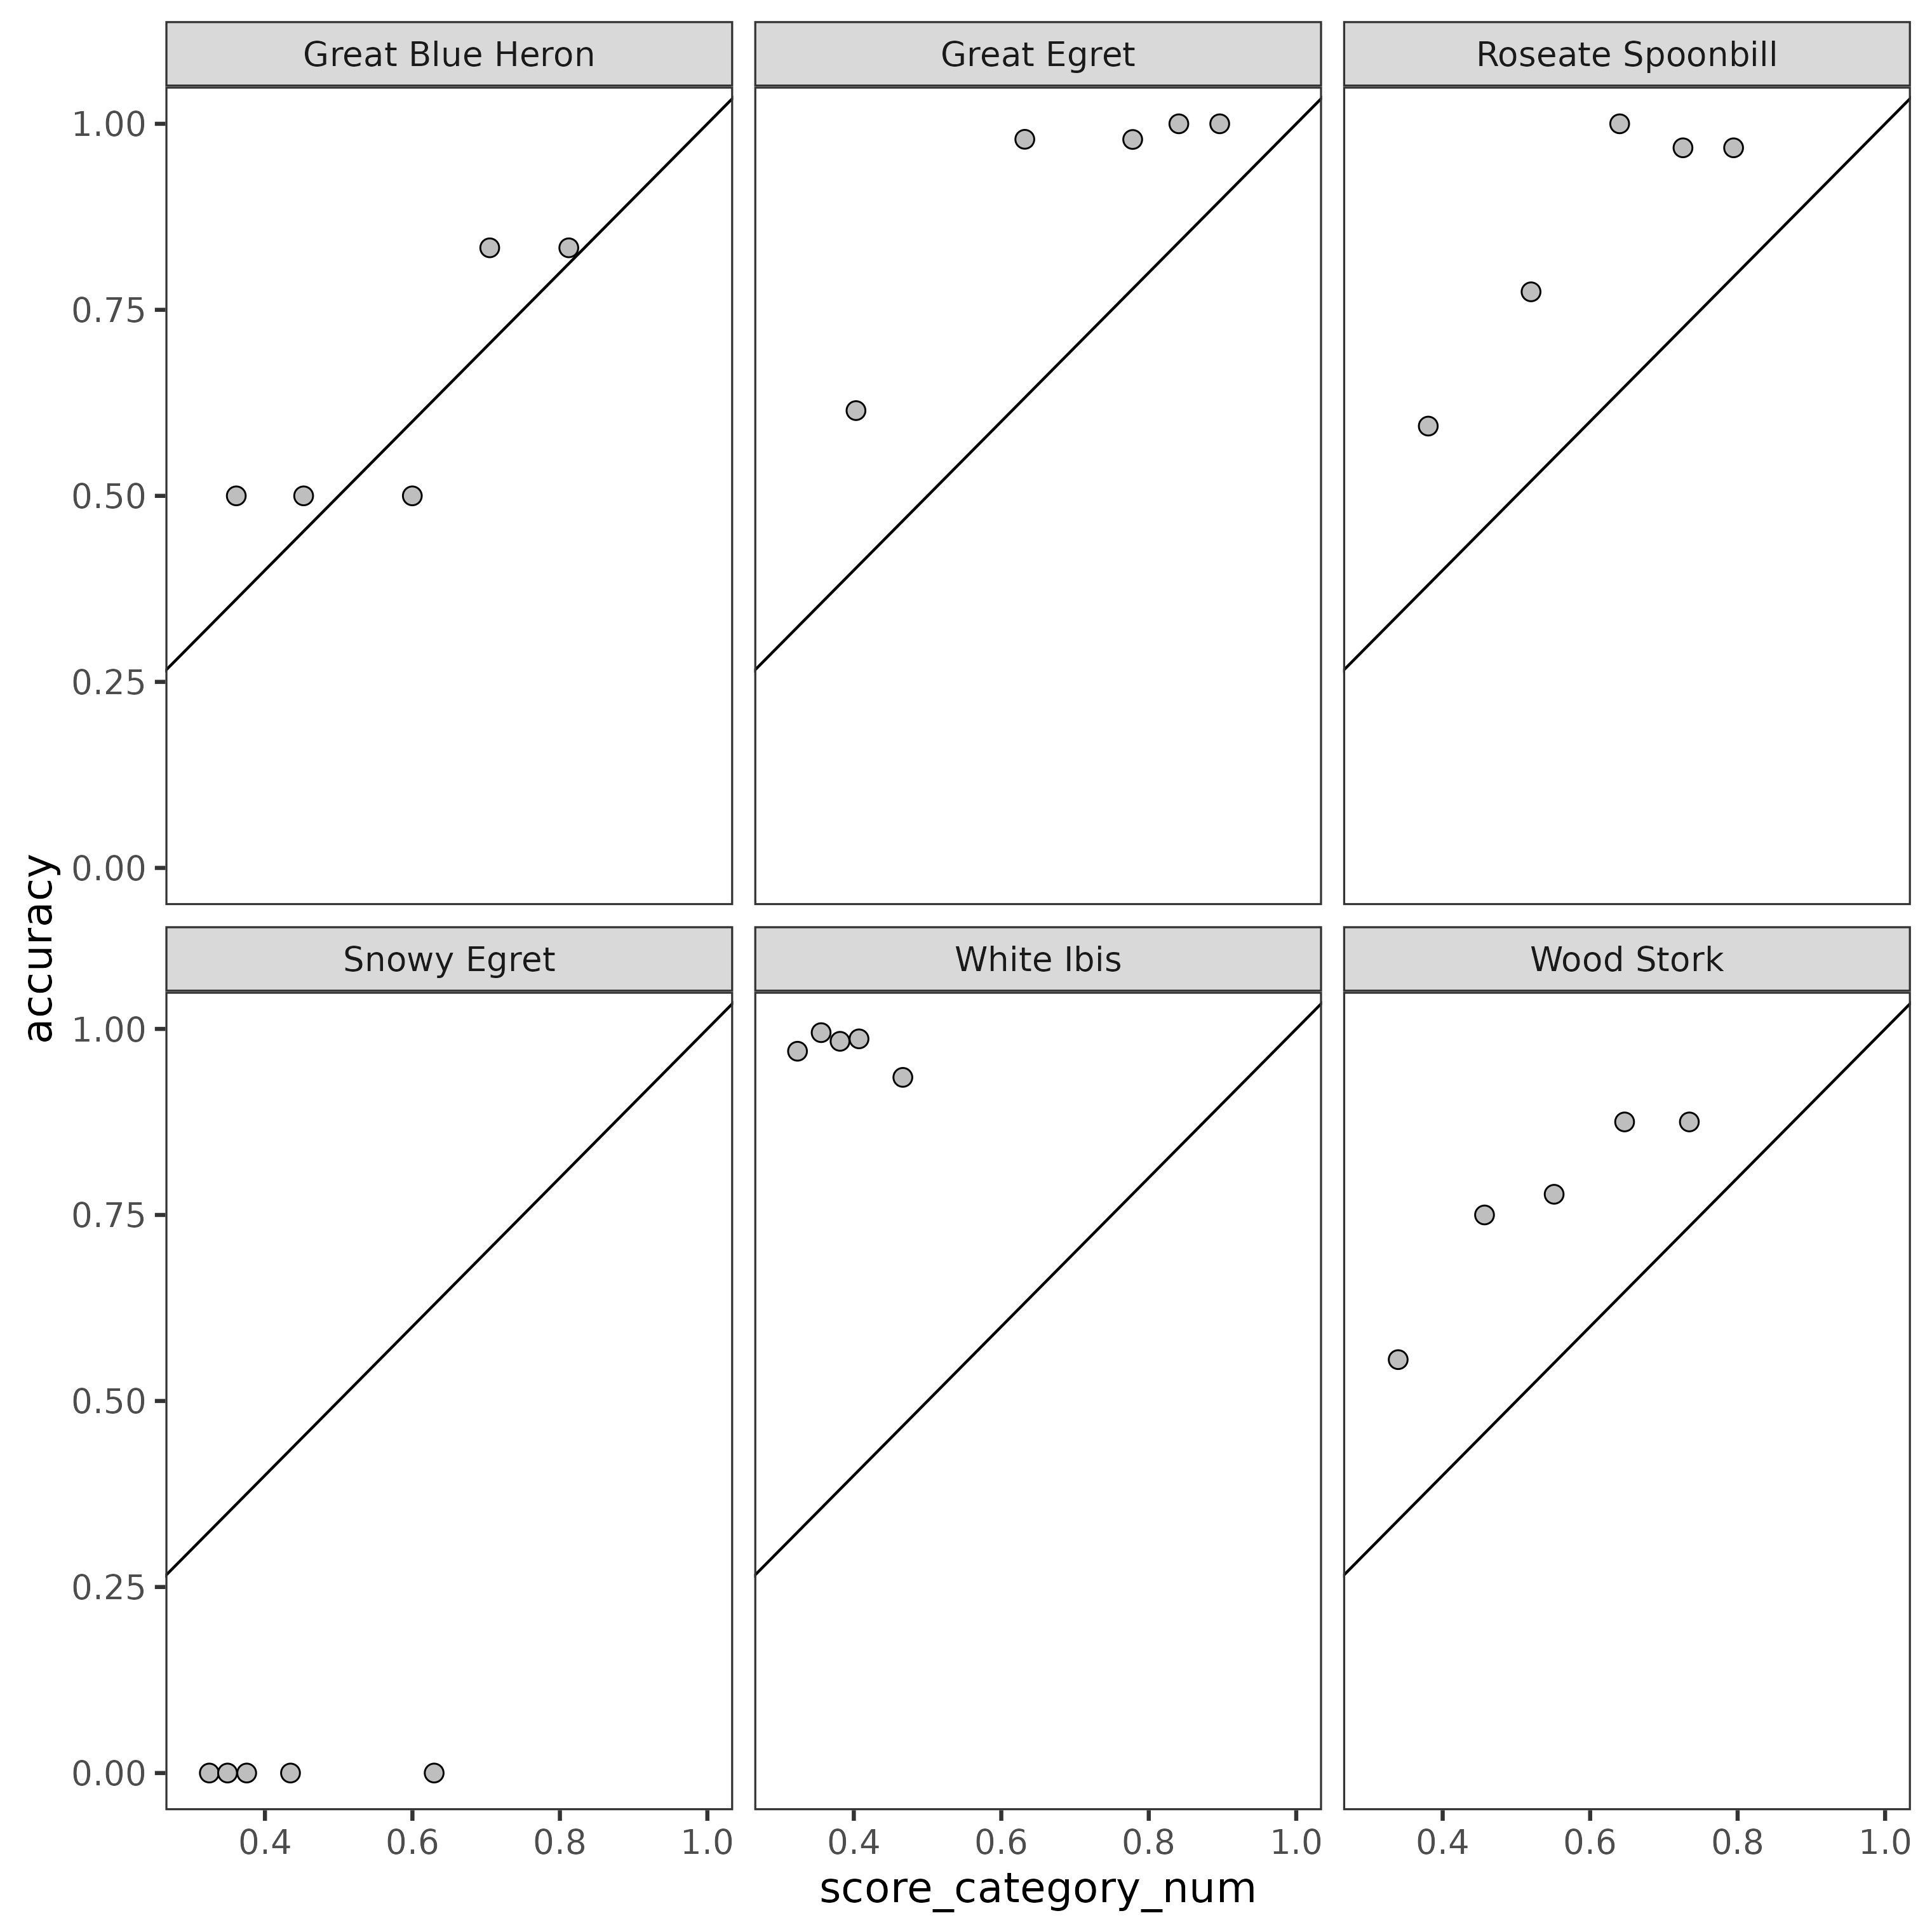 Great Blue Heron
Great Egret
Roseate Spoonbill
1.00
0.75
0.50
0.25
0.00
Snowy Egret
White Ibis
Wood Stork
1.00
0.75
0.50
0.25
0.00
accuracy
0.4 0.6 0.8 1.0
0.4 0.6 0.8 1.0
0.4 0.6 0.8 1.0
score_category_num